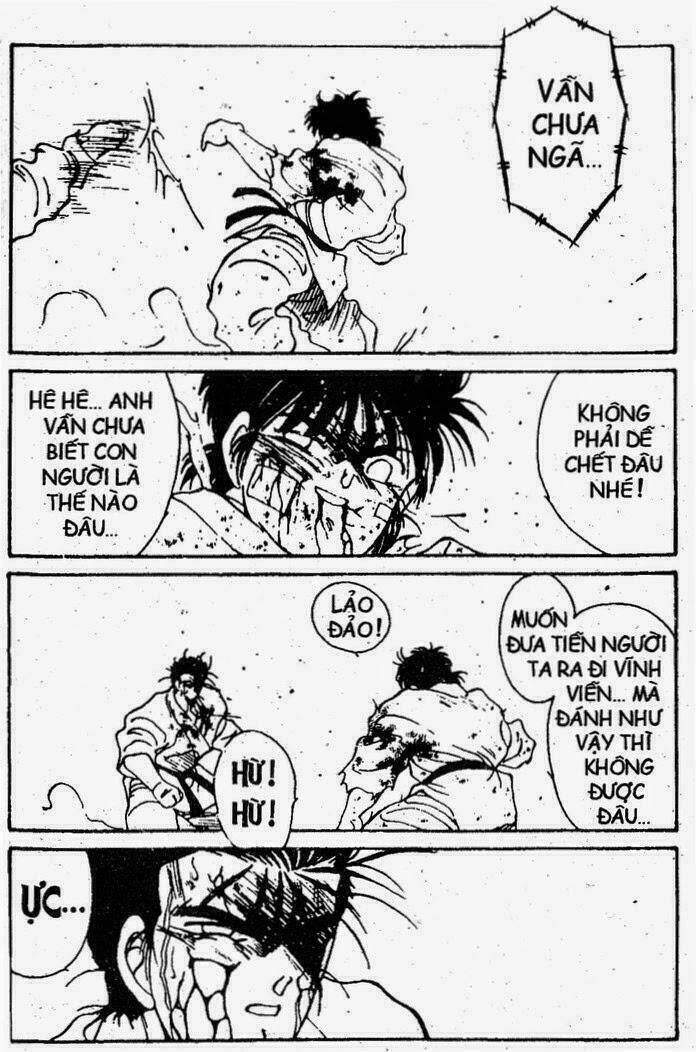 VẪN
CHƯA
NGÃ...
HÊ HÊ... ANH
VẪN CHƯA
BIẾT CON
NGƯỜI LÀ
THẾ NÀO
ĐÂU...
KHÔNG
PHẢI DỄ
CHẾT ĐÂU
NHÉ!
LẢO
ĐẢO!
MUỐN
ĐƯA TIỄN NGƯỜI
TA RA ĐI VĨNH
VIỄN... MÀ
ĐÁNH NHƯ
VẬY THÌ
KHÔNG
ĐƯỢC
ĐÂU...
HỪ!
HỪ!
ỰC...